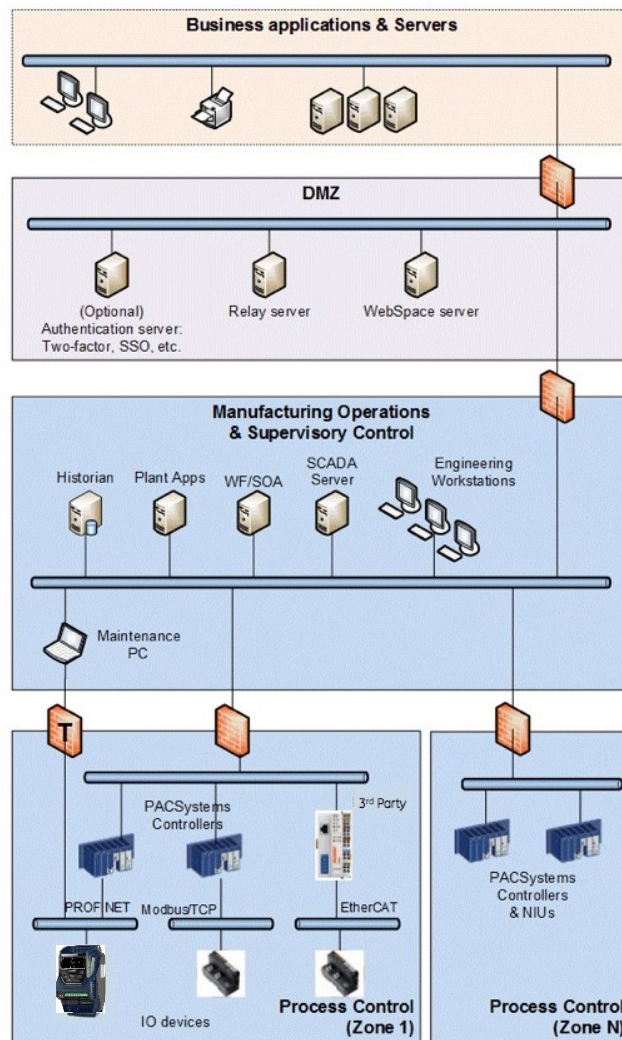 Business applications & Servers
DMZ
(Optional)
Authentication server:
Two-factor, SSO, etc.
Relay server
WebSpace server
Manufacturing Operations
& Supervisory Control
Historian
Plant Apps
WF/SOA
SCADA
Server
Engineering
Workstations
Maintenance
PC
T
PACSystems
Controllers
3rd Party
PROFINET
Modbus/TCP
EtherCAT
IO devices
Process Control
(Zone 1)
PACSystems
Controllers
& NIUs
Process Control
(Zone N)